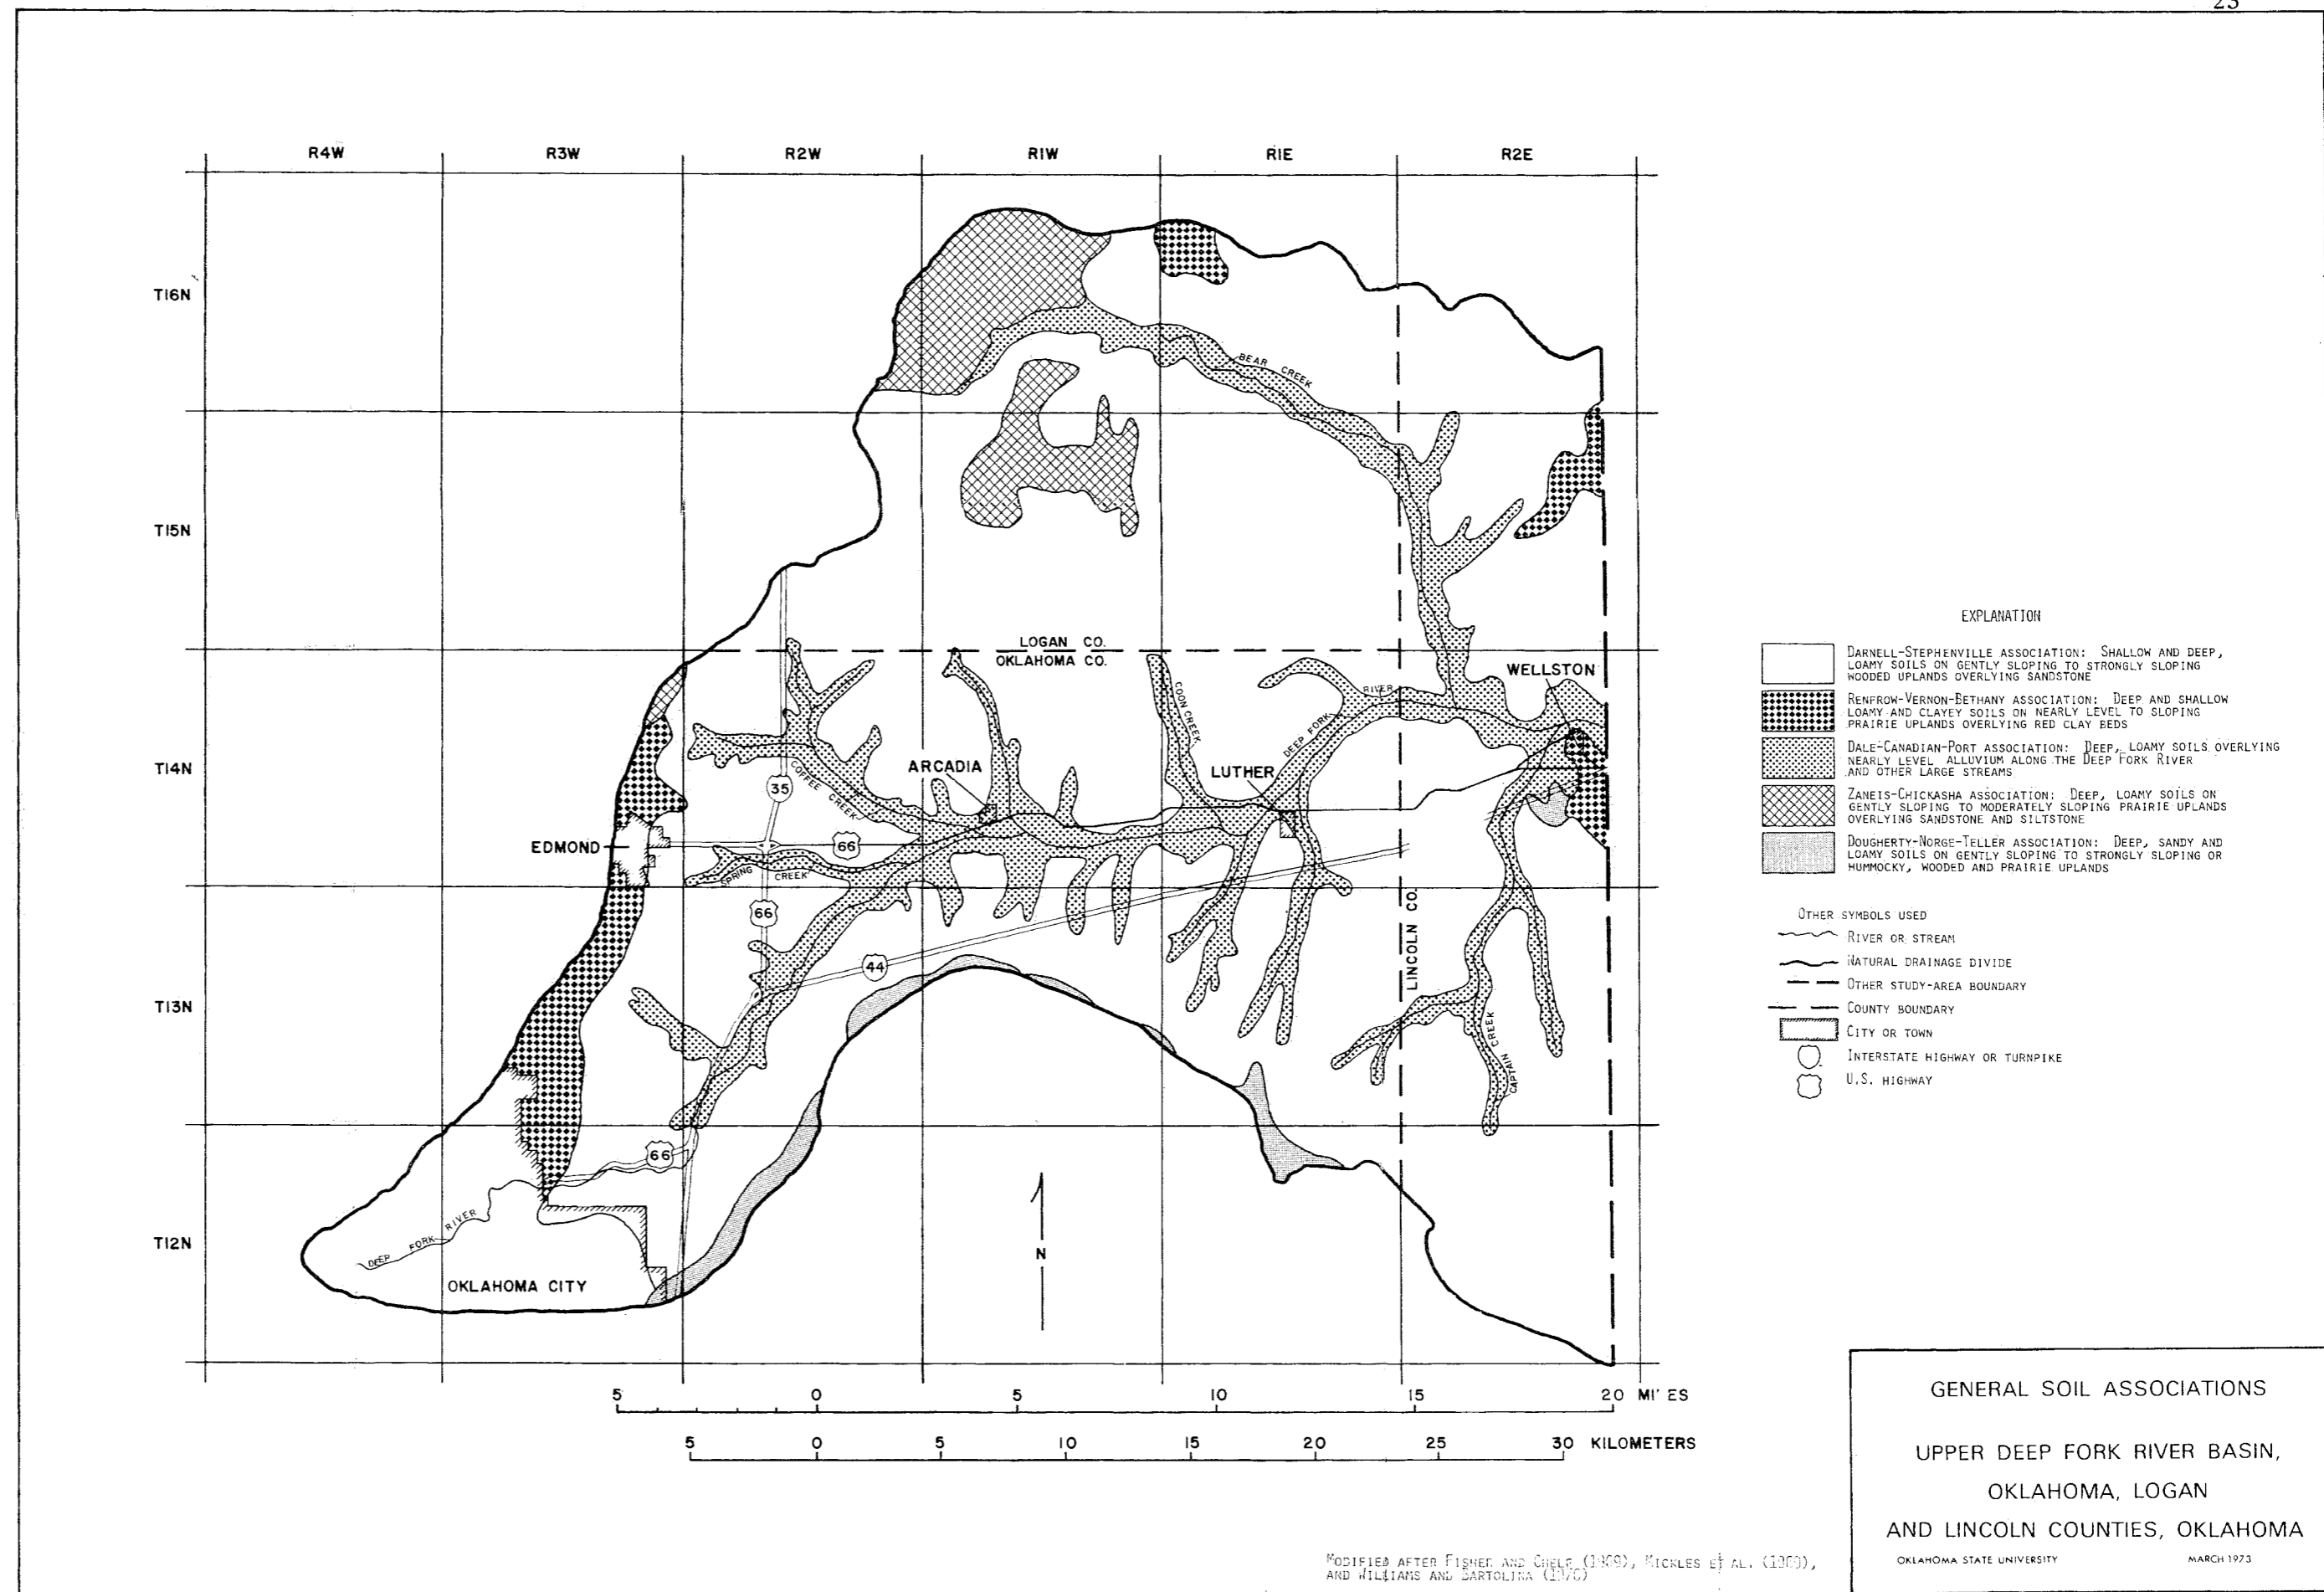 23
R4W R3W R2W R1W R1E R2E
T16N
T15N
T14N
T13N
T12N
BEAR CREEK
LOGAN CO.
OKLAHOMA CO.
WELLSTON
RIVER
DEEP FORK
COON CREEK
LUTHER
ARCADIA
COFFEE CREEK
35
66
EDMOND
SPRING CREEK
66
44
LINCOLN CO.
CAPTAIN CREEK
66
DEEP FORK RIVER
OKLAHOMA CITY
N
5 0 5 10 15 20 MI ES
5 0 5 10 15 20 25 30 KILOMETERS
EXPLANATION
DARNELL-STEPHENVILLE ASSOCIATION: SHALLOW AND DEEP,
LOAMY SOILS ON GENTLY SLOPING TO STRONGLY SLOPING
WOODED UPLANDS OVERLYING SANDSTONE
RENFROW-VERNON-BETHANY ASSOCIATION: DEEP AND SHALLOW
LOAMY AND CLAYEY SOILS ON NEARLY LEVEL TO SLOPING
PRAIRIE UPLANDS OVERLYING RED CLAY BEDS
DALE-CANADIAN-PORT ASSOCIATION: DEEP, LOAMY SOILS OVERLYING
NEARLY LEVEL ALLUVIUM ALONG THE DEEP FORK RIVER
AND OTHER LARGE STREAMS
ZANEIS-CHICKASHA ASSOCIATION: DEEP, LOAMY SOILS ON
GENTLY SLOPING TO MODERATELY SLOPING PRAIRIE UPLANDS
OVERLYING SANDSTONE AND SILTSTONE
DOUGHERTY-NORGE-TELLER ASSOCIATION: DEEP, SANDY AND
LOAMY SOILS ON GENTLY SLOPING TO STRONGLY SLOPING OR
HUMMOCKY, WOODED AND PRAIRIE UPLANDS
OTHER SYMBOLS USED
RIVER OR STREAM
NATURAL DRAINAGE DIVIDE
OTHER STUDY-AREA BOUNDARY
COUNTY BOUNDARY
CITY OR TOWN
INTERSTATE HIGHWAY OR TURNPIKE
U.S. HIGHWAY
GENERAL SOIL ASSOCIATIONS
UPPER DEEP FORK RIVER BASIN,
OKLAHOMA, LOGAN
AND LINCOLN COUNTIES, OKLAHOMA
OKLAHOMA STATE UNIVERSITY MARCH 1973
MODIFIED AFTER FISHER AND CHELF (1969), MICKLES ET AL.
AND WILLIAMS AND BARTOLINA